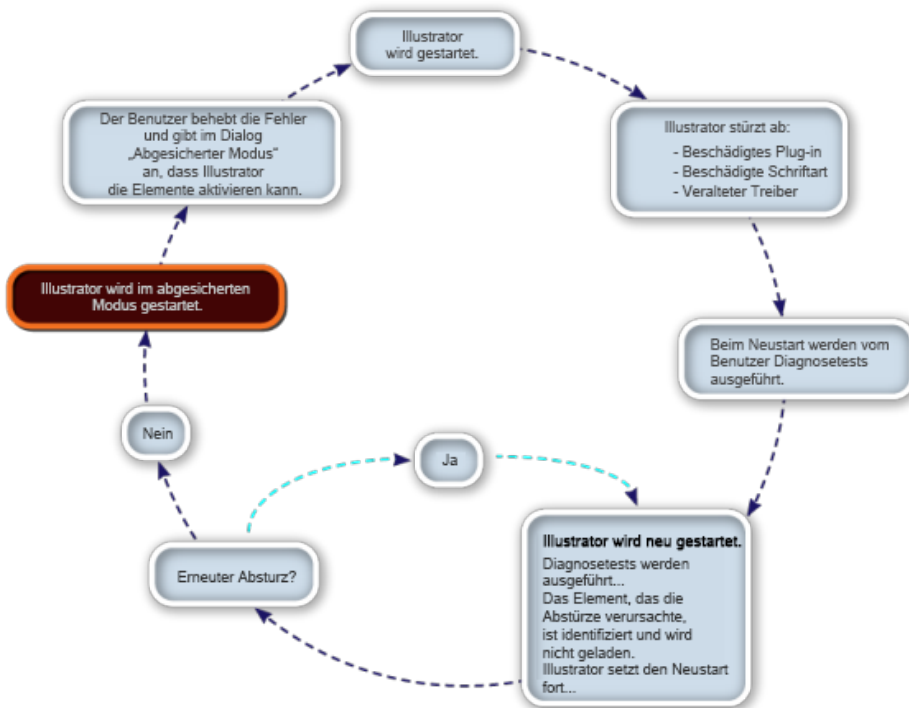 Illustrator
wird gestartet.
Illustrator stürzt ab:
- Beschädigtes Plug-in
- Beschädigte Schriftart
- Veralteter Treiber
Beim Neustart werden vom
Benutzer Diagnosetests
ausgeführt.
Illustrator wird neu gestartet.
Diagnosetests werden
ausgeführt...
Das Element, das die
Abstürze verursachte,
ist identifiziert und wird
nicht geladen.
Illustrator setzt den Neustart
fort...
Erneuter Absturz?
Ja
Nein
Illustrator wird im abgesicherten
Modus gestartet.
Der Benutzer behebt die Fehler
und gibt im Dialog
„Abgesicherter Modus“
an, dass Illustrator
die Elemente aktivieren kann.